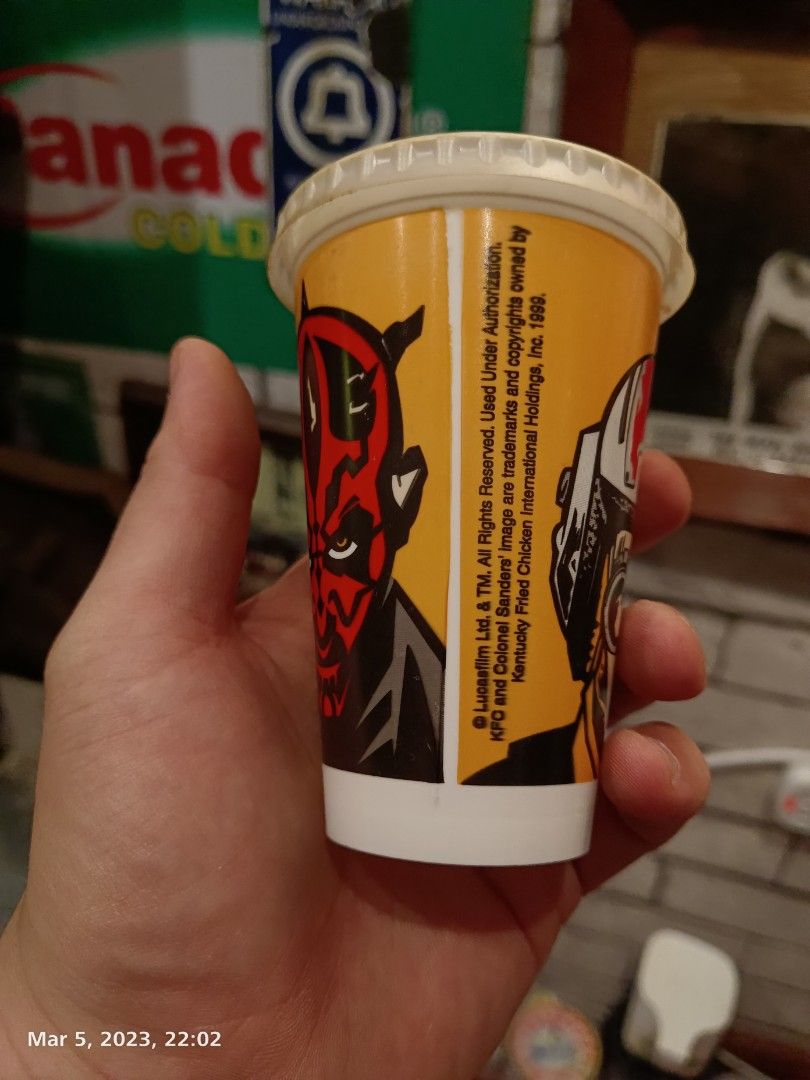 anac
COLD
© Lucasfilm Ltd. & TM. All Rights Reserved. Used Under Authorization.
KFC and Colonel Sanders' image are trademarks and copyrights owned by
Kentucky Fried Chicken International Holdings, Inc. 1999.
Mar 5, 2023, 22:02